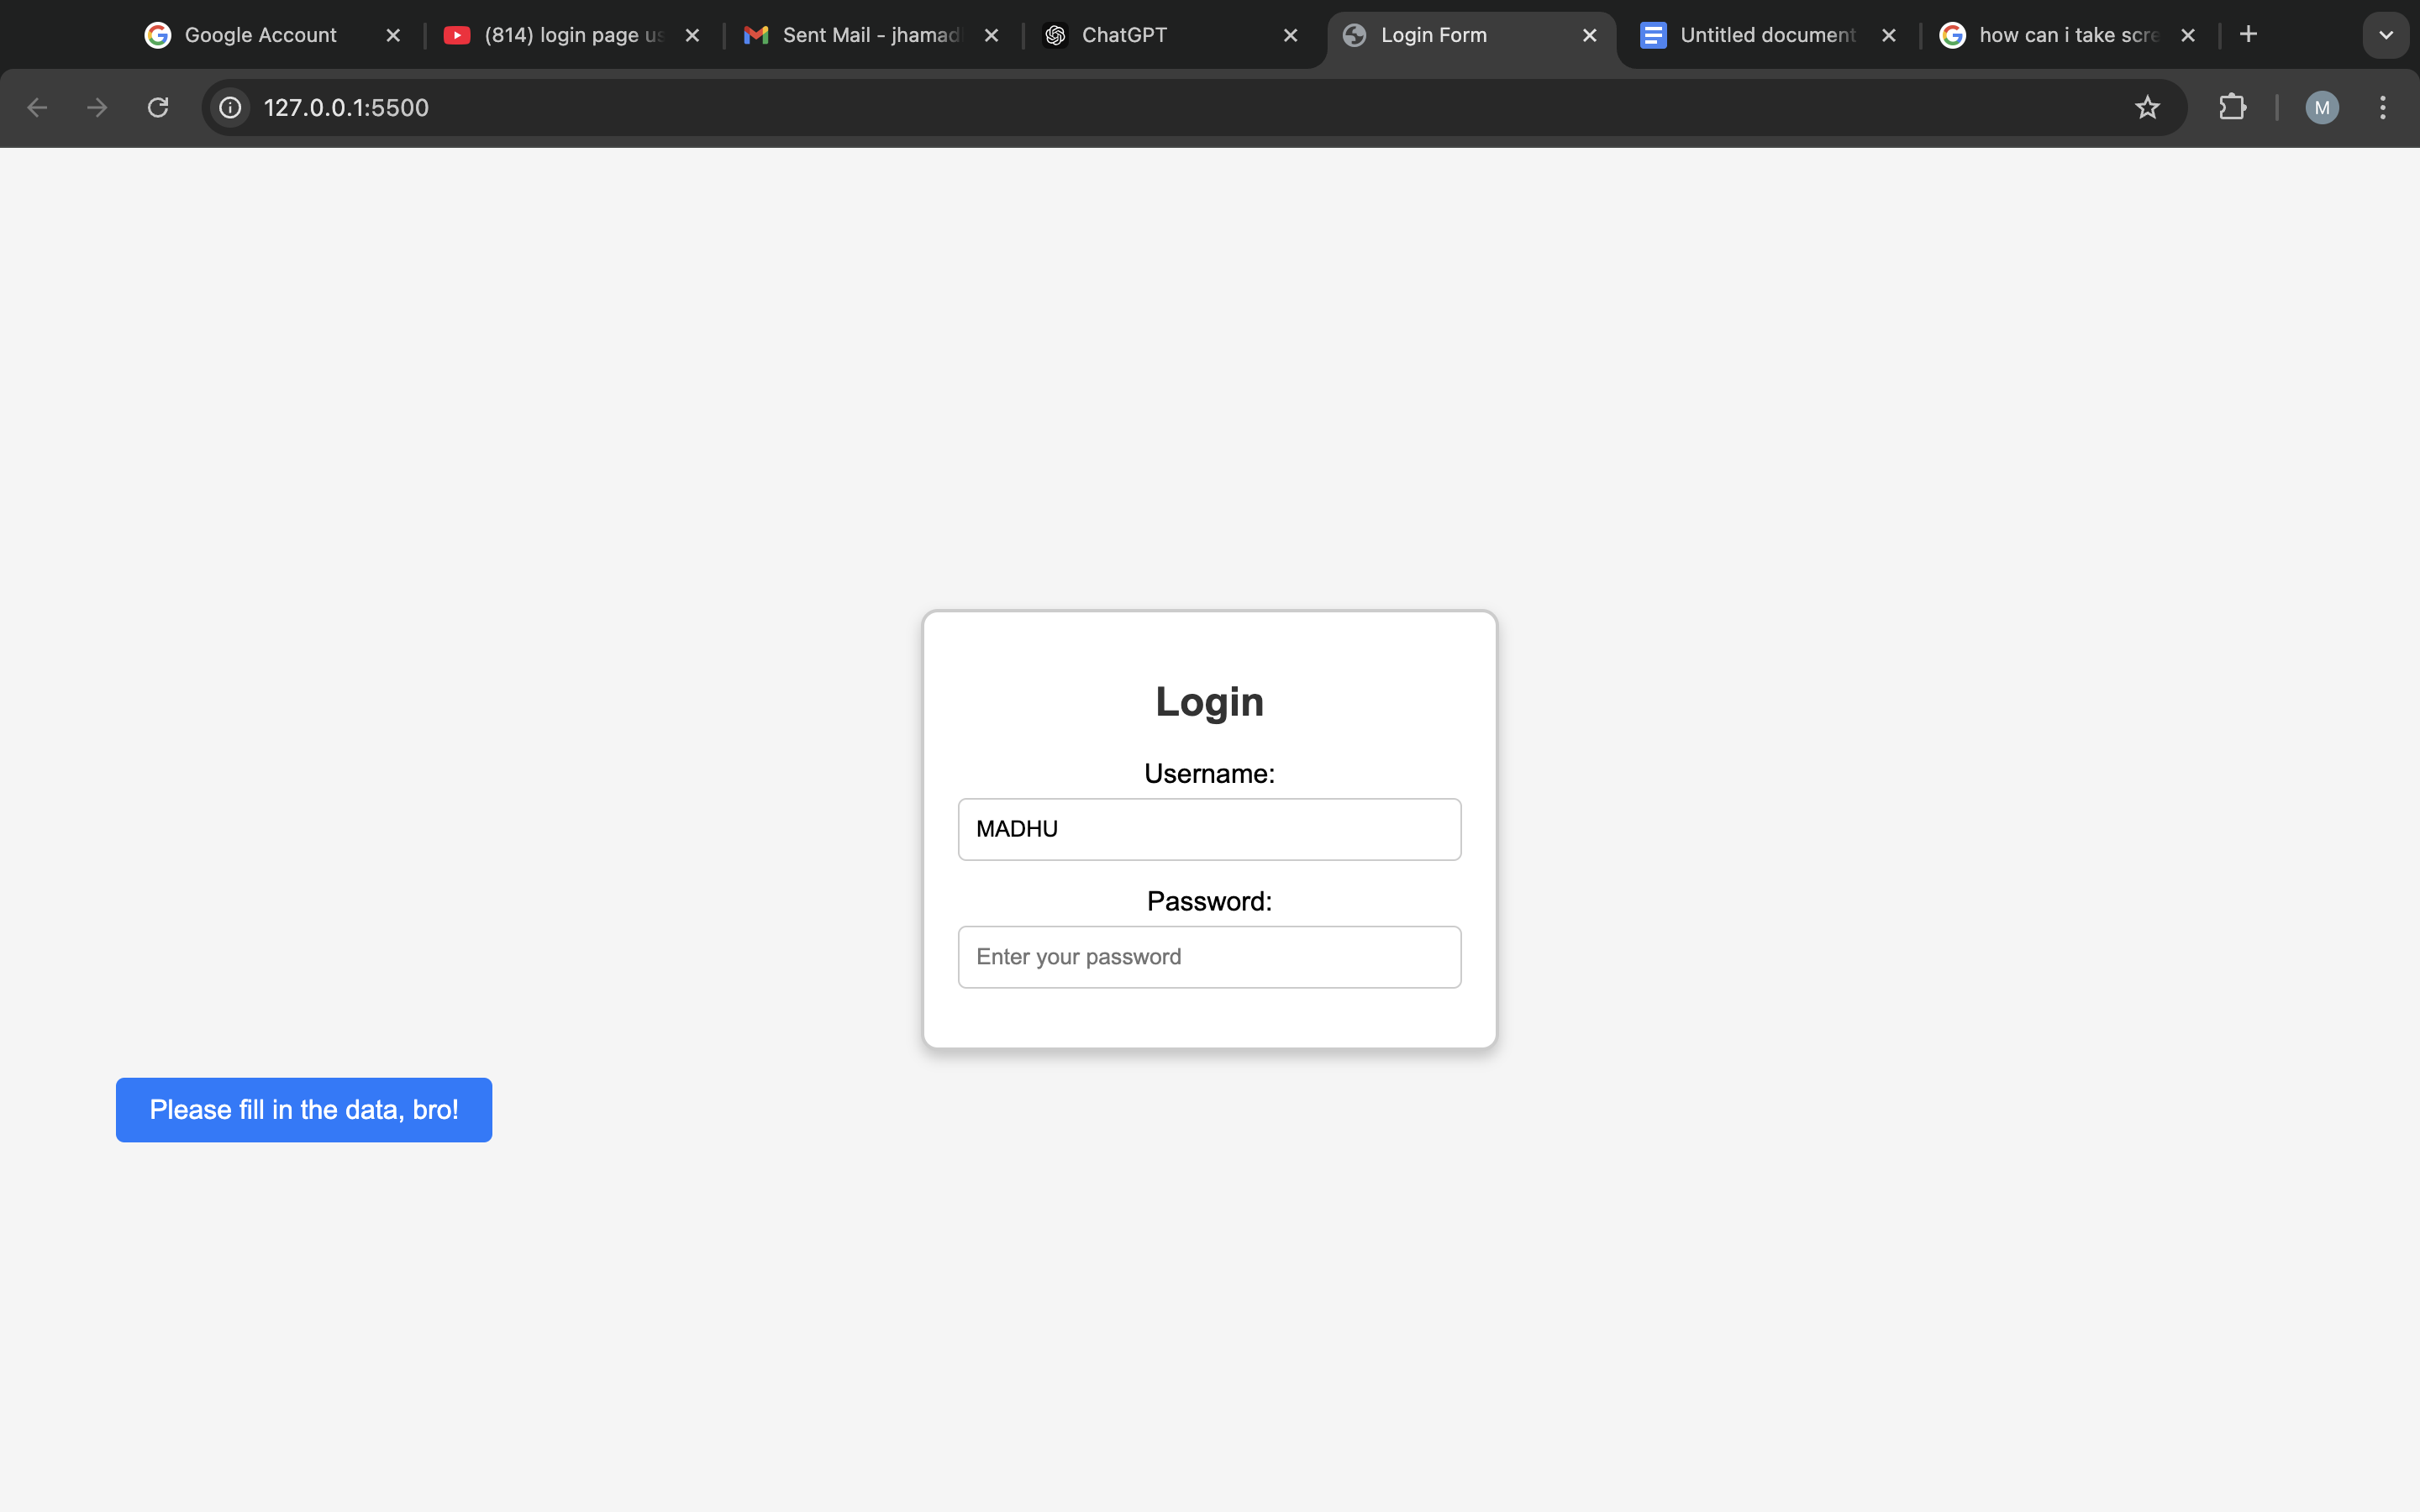 Google Account
(814) login page us
Sent Mail - jhamad
ChatGPT
Login Form
Untitled document
how can i take scre
127.0.0.1:5500
M
Login
Username:
MADHU
Password:
Enter your password
Please fill in the data, bro!